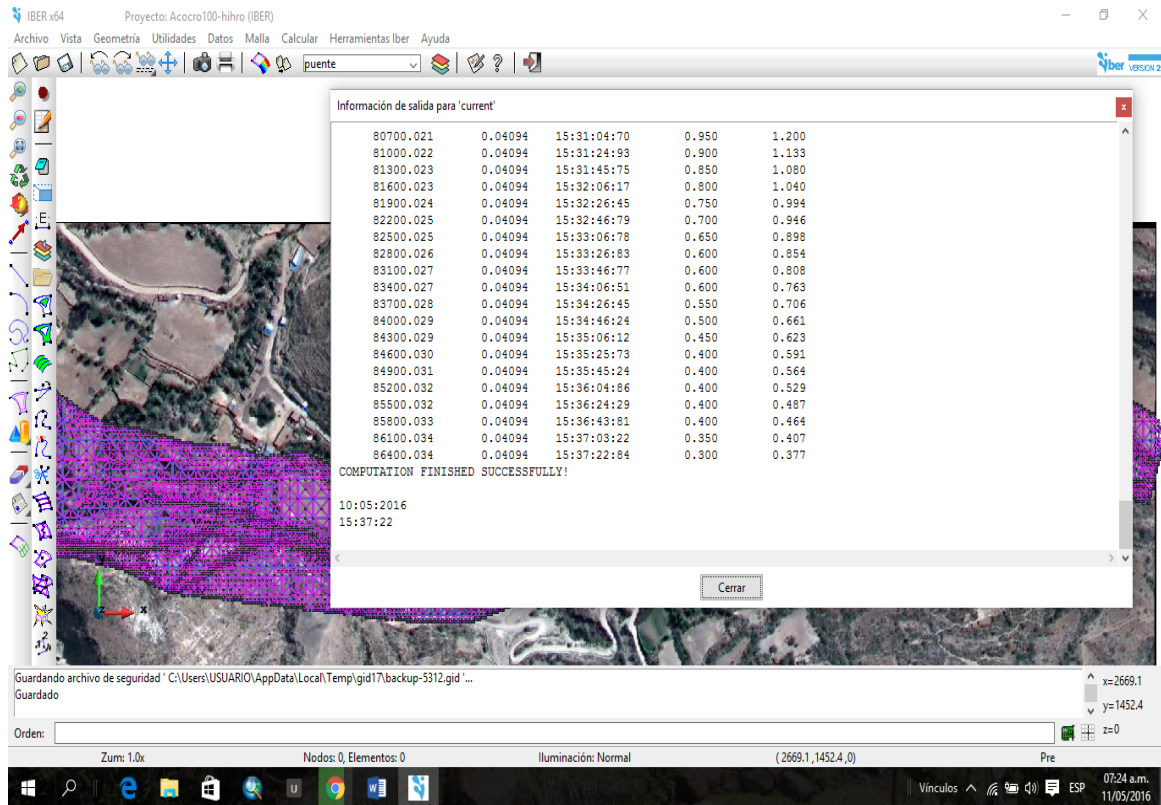 IBER x64 Proyecto: Acocro100-hihro (IBER)
Archivo Vista Geometría Utilidades Datos Malla Calcular Herramientas Iber Ayuda
puente
iber VERSION 2
Información de salida para 'current'
80700.021 0.04094 15:31:04:70 0.950 1.200
81000.022 0.04094 15:31:24:93 0.900 1.133
81300.023 0.04094 15:31:45:75 0.850 1.080
81600.023 0.04094 15:32:06:17 0.800 1.040
81900.024 0.04094 15:32:26:45 0.750 0.994
82200.025 0.04094 15:32:46:79 0.700 0.946
82500.025 0.04094 15:33:06:78 0.650 0.898
82800.026 0.04094 15:33:26:83 0.600 0.854
83100.027 0.04094 15:33:46:77 0.600 0.808
83400.027 0.04094 15:34:06:51 0.600 0.763
83700.028 0.04094 15:34:26:45 0.550 0.706
84000.029 0.04094 15:34:46:24 0.500 0.661
84300.029 0.04094 15:35:06:12 0.450 0.623
84600.030 0.04094 15:35:25:73 0.400 0.591
84900.031 0.04094 15:35:45:24 0.400 0.564
85200.032 0.04094 15:36:04:86 0.400 0.529
85500.032 0.04094 15:36:24:29 0.400 0.487
85800.033 0.04094 15:36:43:81 0.400 0.464
86100.034 0.04094 15:37:03:22 0.350 0.407
86400.034 0.04094 15:37:22:84 0.300 0.377
COMPUTATION FINISHED SUCCESSFULLY!
10:05:2016
15:37:22
Cerrar
z x
Guardando archivo de seguridad ' C:\Users\USUARIO\AppData\Local\Temp\gid17\backup-5312.gid '...
Guardado
x=2669.1
y=1452.4
z=0
Orden:
Zum: 1.0x Nodos: 0, Elementos: 0 Iluminación: Normal (2669.1,1452.4,0) Pre
Vínculos ESP 07:24 a.m.
11/05/2016